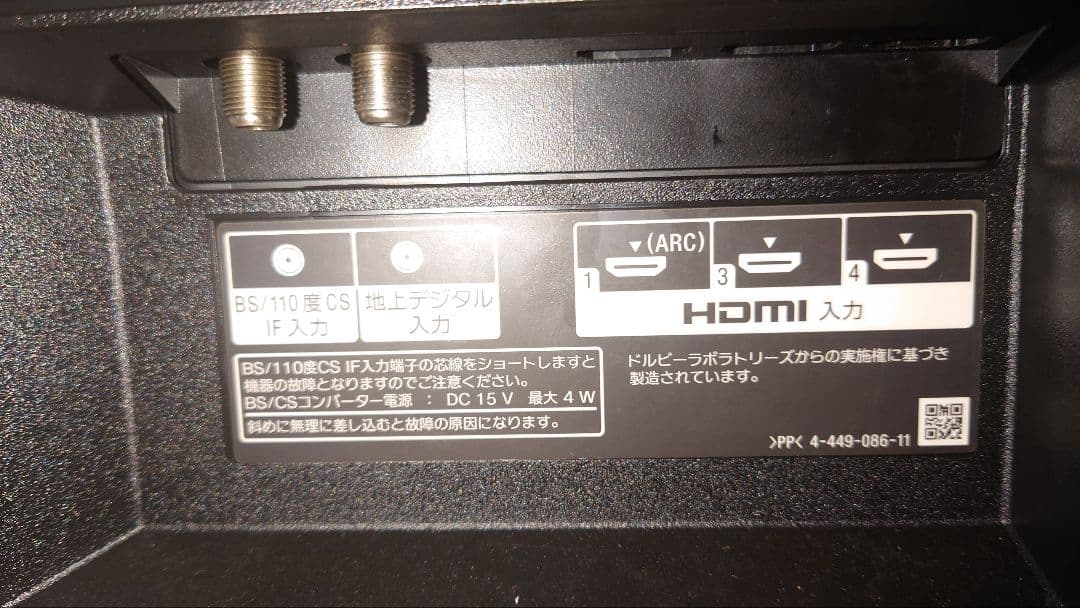 BS/110度CS
IF入力
地上デジタル
入力
▼(ARC)
1
▼
3
▼
4
HDMI 入力
BS/110度CS IF入力端子の芯線をショートしますと
機器の故障となりますのでご注意ください。
BS/CSコンバーター電源 : DC 15 V 最大 4 W
斜めに無理に差し込むと故障の原因になります。
ドルビーラボラトリーズからの実施権に基づき
製造されています。
>PP< 4-449-086-11